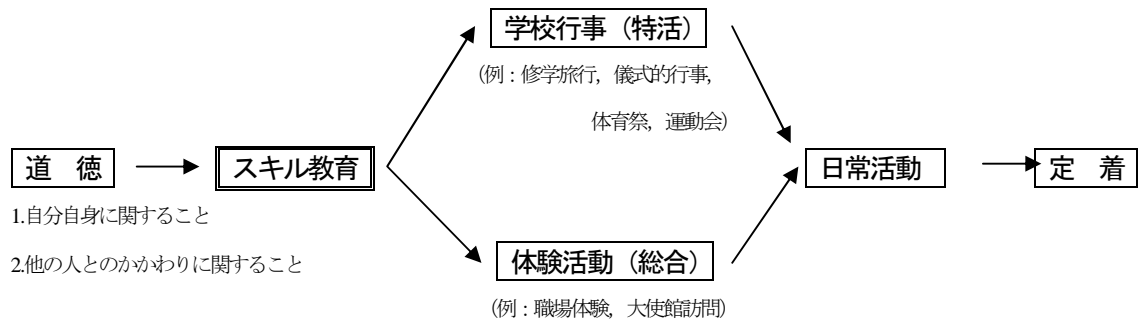 学校行事（特活）
（例：修学旅行，儀式的行事，
体育祭，運動会）
道　徳
スキル教育
日常活動
定　着
1.自分自身に関すること
2.他の人とのかかわりに関すること
体験活動（総合）
（例：職場体験，大使館訪問）